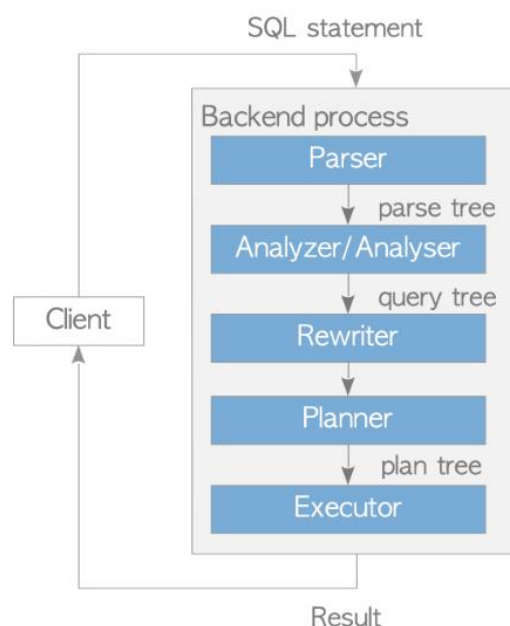 SQL statement
Backend process
Parser
parse tree
Analyzer/Analyser
query tree
Client
Rewriter
Planner
plan tree
Executor
Result